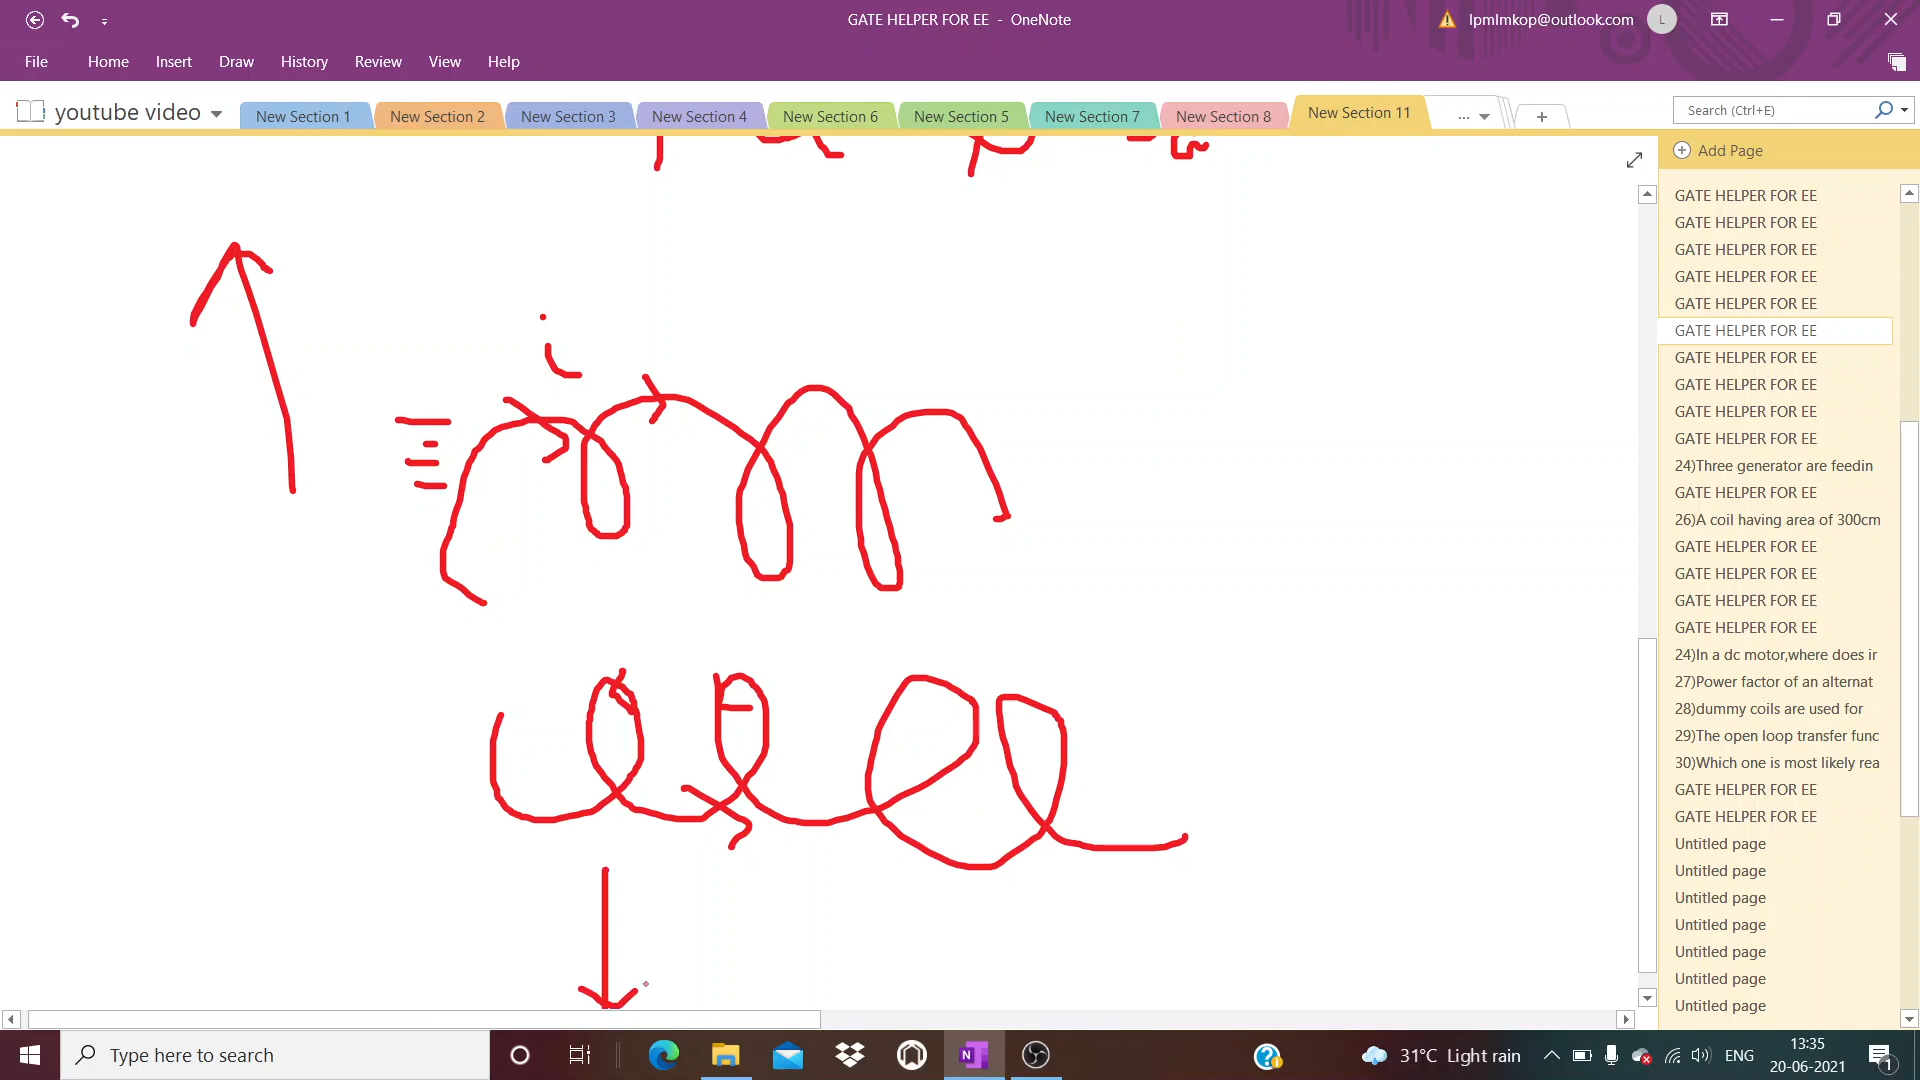 GATE HELPER FOR EE - OneNote
lpmlmkop@outlook.com
L
File Home Insert Draw History Review View Help
youtube video
New Section 1 New Section 2 New Section 3 New Section 4 New Section 6 New Section 5 New Section 7 New Section 8 New Section 11 ...
Search (Ctrl+E)
Add Page
GATE HELPER FOR EE
GATE HELPER FOR EE
GATE HELPER FOR EE
GATE HELPER FOR EE
GATE HELPER FOR EE
GATE HELPER FOR EE
GATE HELPER FOR EE
GATE HELPER FOR EE
GATE HELPER FOR EE
GATE HELPER FOR EE
24)Three generator are feedin
GATE HELPER FOR EE
26)A coil having area of 300cm
GATE HELPER FOR EE
GATE HELPER FOR EE
GATE HELPER FOR EE
GATE HELPER FOR EE
24)In a dc motor,where does ir
27)Power factor of an alternat
28)dummy coils are used for
29)The open loop transfer func
30)Which one is most likely rea
GATE HELPER FOR EE
GATE HELPER FOR EE
Untitled page
Untitled page
Untitled page
Untitled page
Untitled page
Untitled page
Untitled page
i
Type here to search
31°C Light rain
ENG
13:35
20-06-2021
1